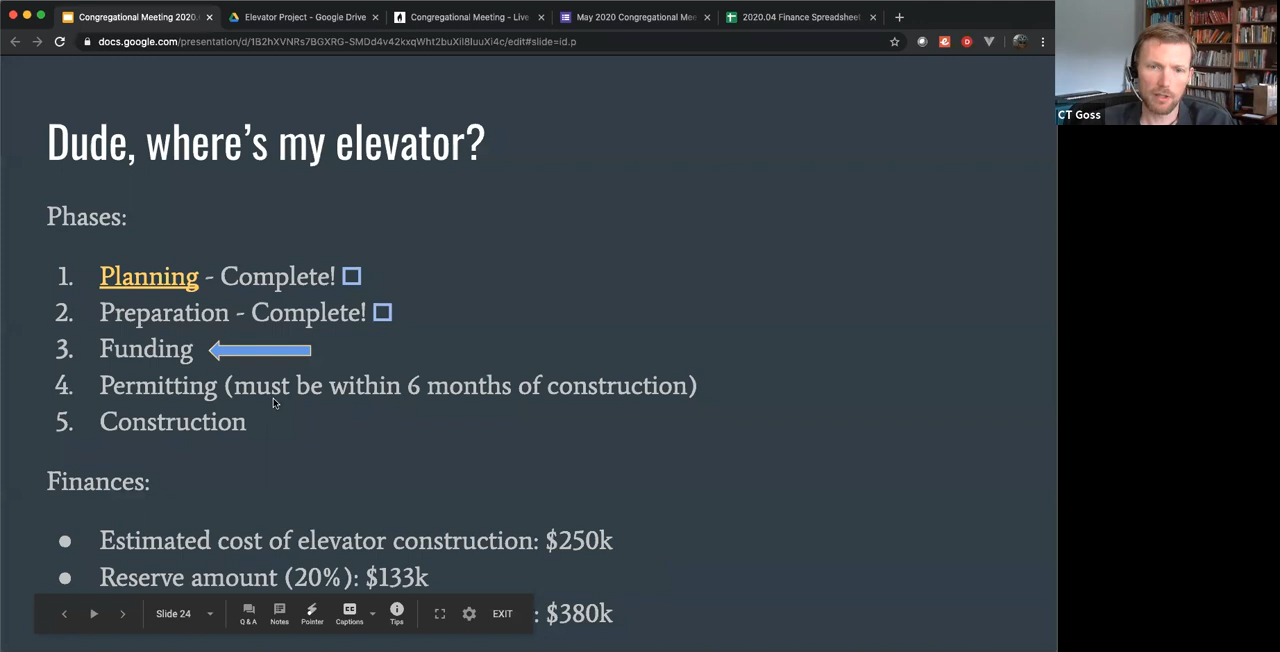 Congregational Meeting 2020.
Elevator Project - Google Drive
Congregational Meeting - Live
May 2020 Congregational Mee
2020.04 Finance Spreadsheet
docs.google.com/presentation/d/1B2hXVNRs7BGXRG-SMDd4v42kxqWht2buXil8IuuXi4c/edit#slide=id.p
CT Goss
Dude, where's my elevator?
Phases:
1. Planning - Complete!
2. Preparation - Complete!
3. Funding
4. Permitting (must be within 6 months of construction)
5. Construction
Finances:
● Estimated cost of elevator construction: $250k
● Reserve amount (20%): $133k
: $380k
Slide 24
Q & A
Notes
Pointer
CC
Captions
Tips
EXIT